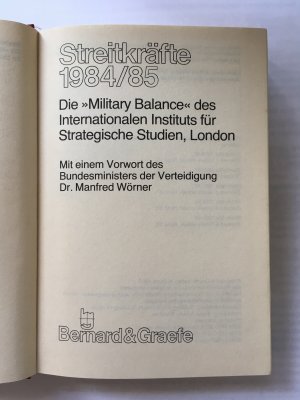 Streitkräfte
1984/85
Die »Military Balance« des
Internationalen Instituts für
Strategische Studien, London
Mit einem Vorwort des
Bundesministers der Verteidigung
Dr. Manfred Wörner
Bernard&Graefe